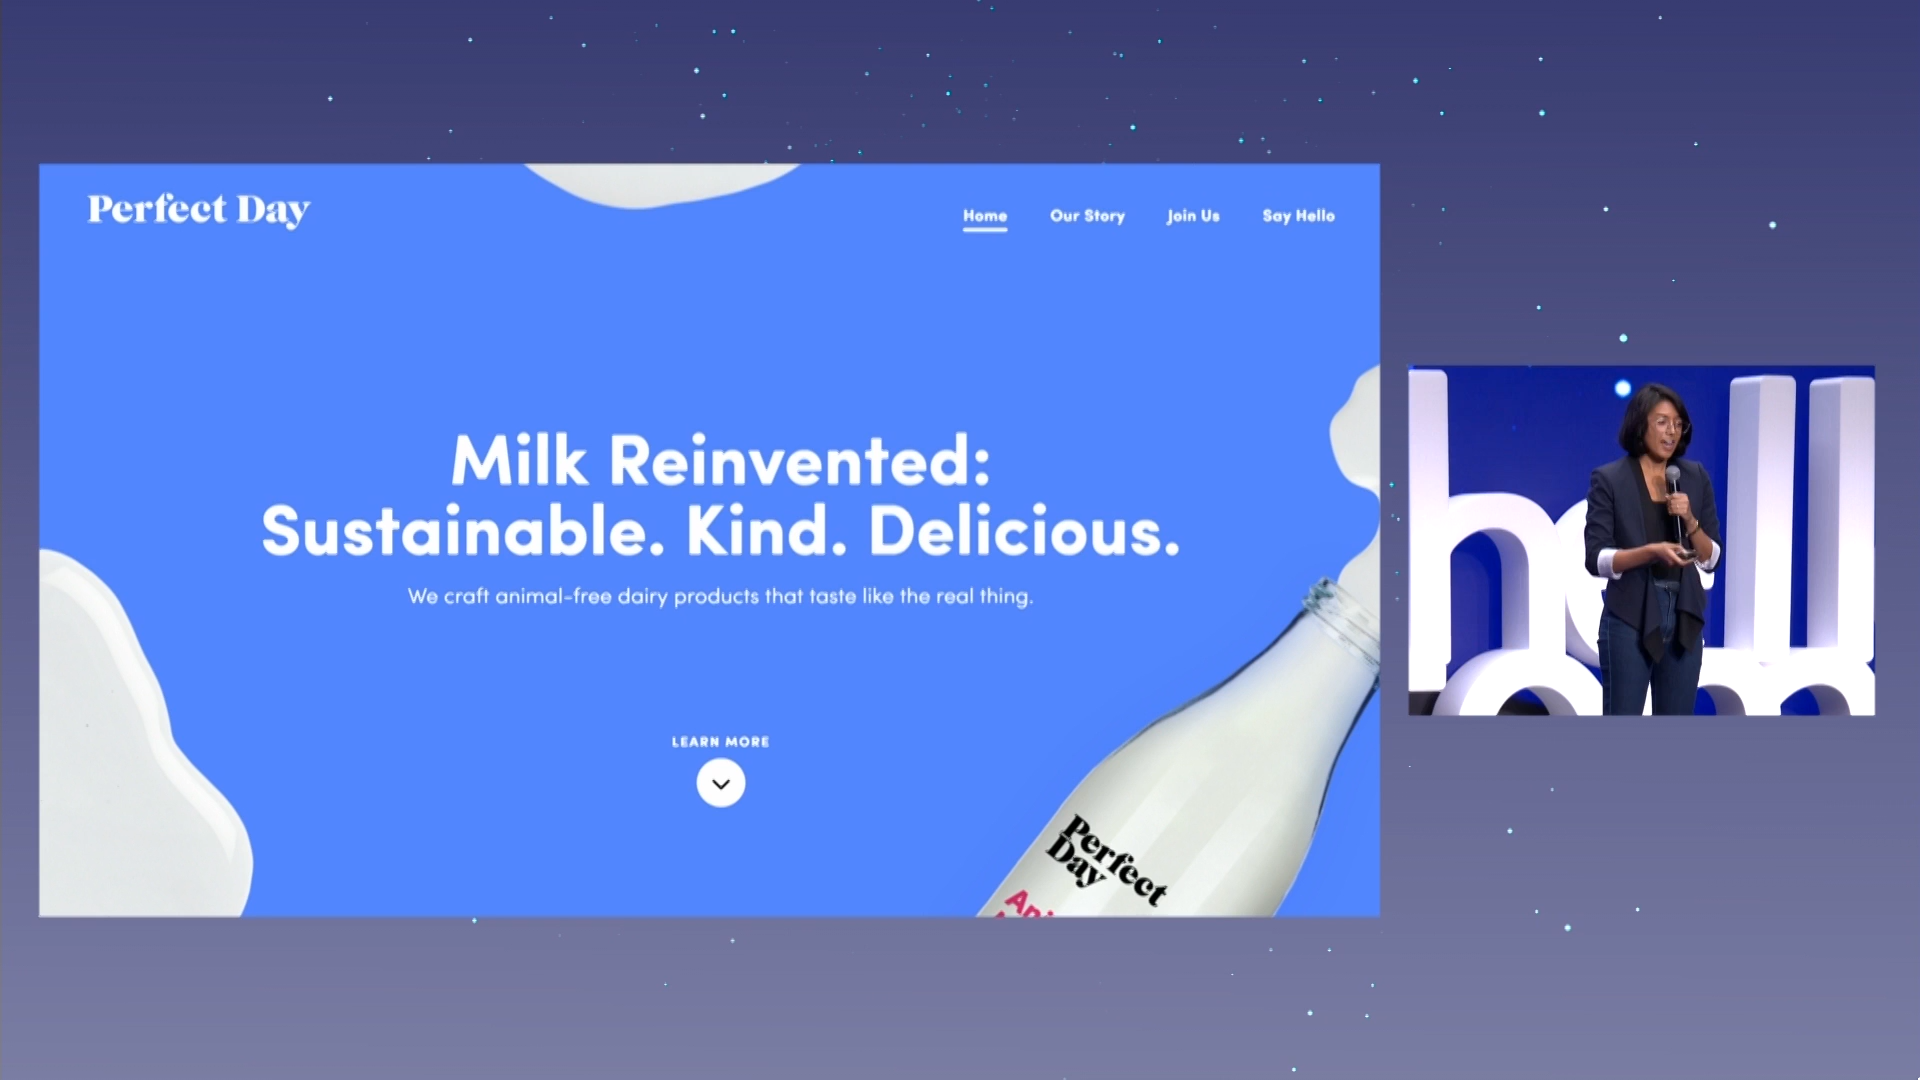 Perfect Day
Home Our Story Join Us Say Hello
Milk Reinvented:
Sustainable. Kind. Delicious.
We craft animal-free dairy products that taste like the real thing.
LEARN MORE
Perfect
Day